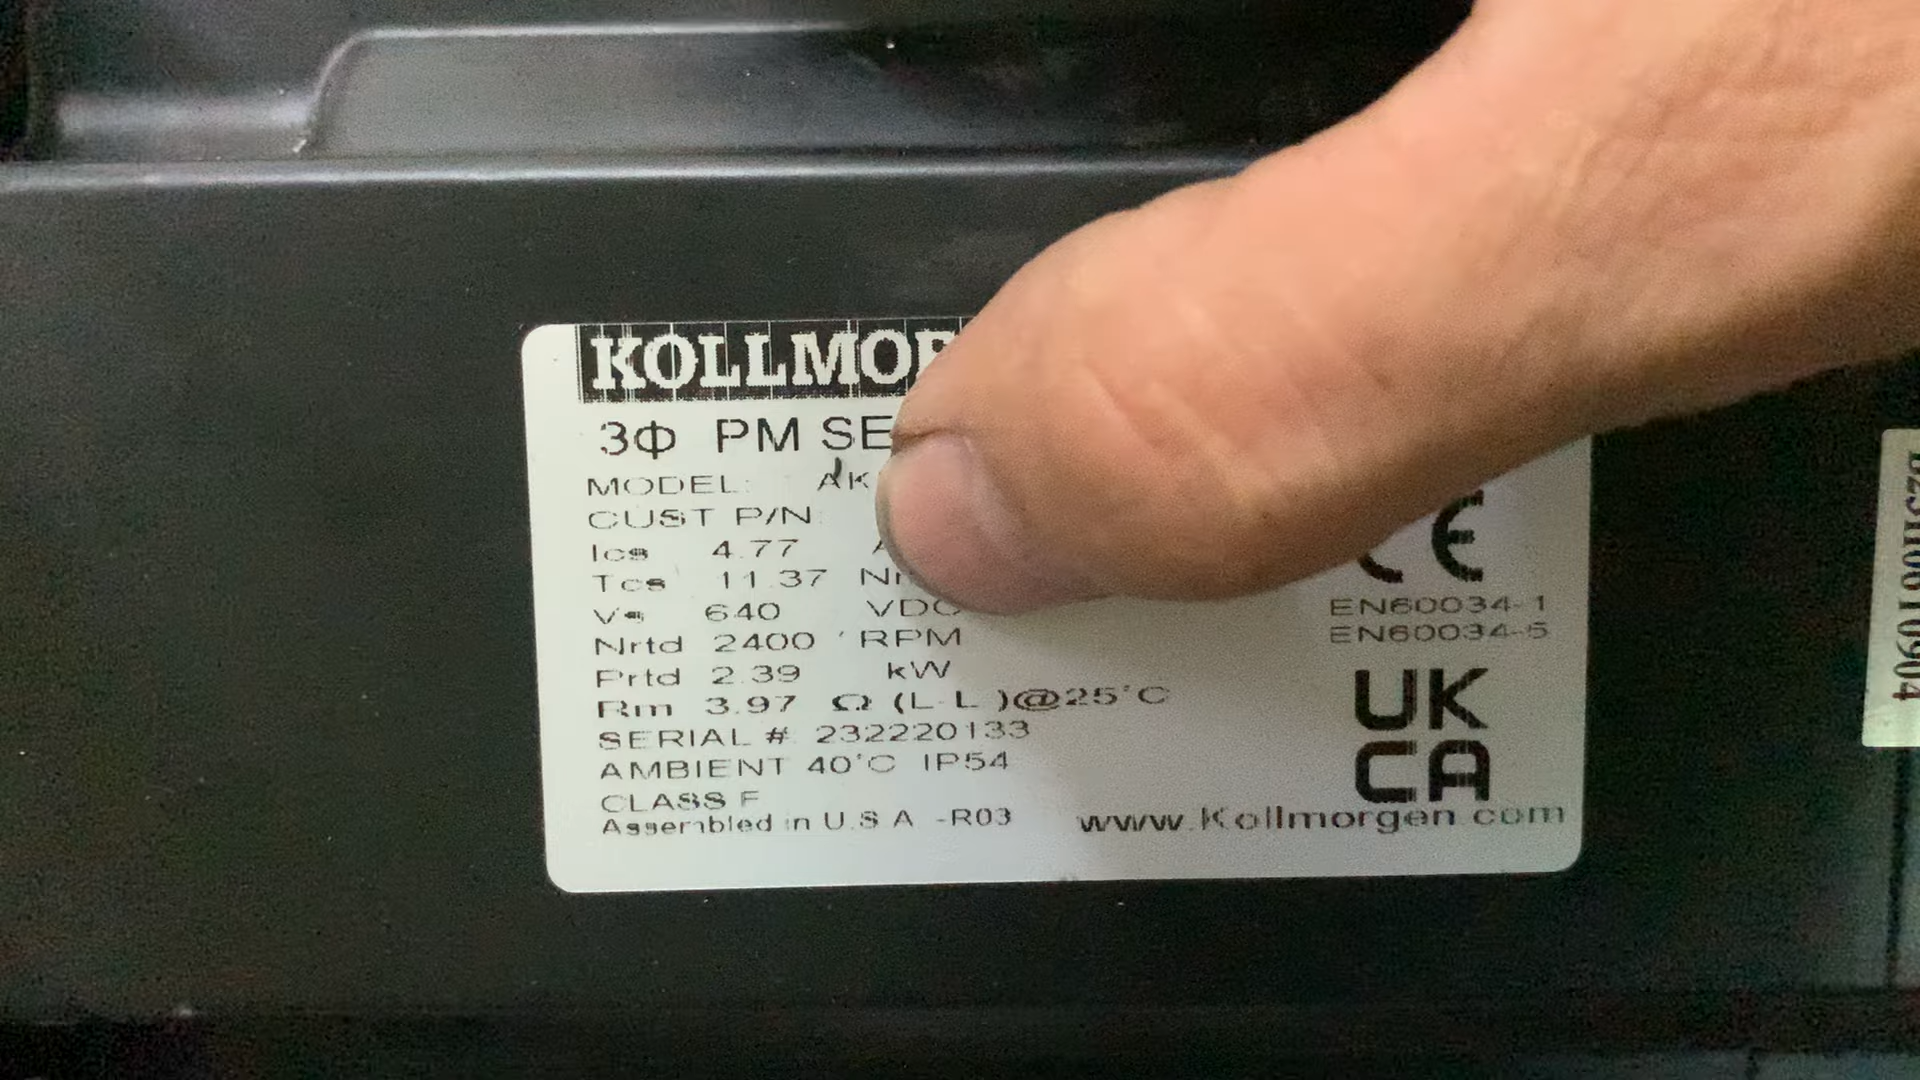 KOLLMOR
3Φ PM SE
MODEL: AK
CUST P/N:
Ics 4.77 A
Tcs 11.37 Nm
Vs 640 VDC
Nrtd 2400 RPM
Prtd 2.39 kW
Rm 3.97 Ω (L-L)@25°C
SERIAL # 232220133
AMBIENT 40°C IP54
CLASS F
Assembled in U.S.A -R03
CE
EN60034-1
EN60034-5
UK
CA
www.Kollmorgen.com